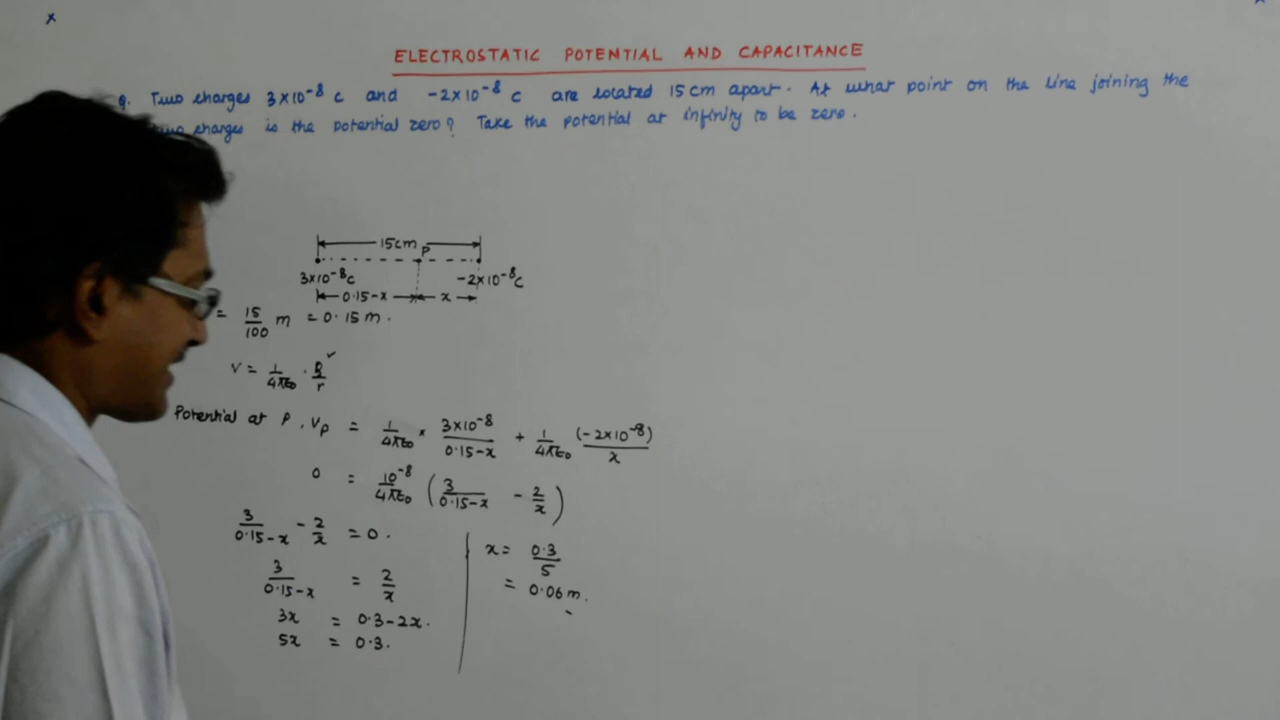 ELECTROSTATIC POTENTIAL AND CAPACITANCE
Q. Two charges 3×10⁻⁸ C and -2×10⁻⁸ C are located 15 cm apart. At what point on the line joining the
two charges is the potential zero? Take the potential at infinity to be zero.
15cm
P
3×10⁻⁸C -2×10⁻⁸C
0.15-x x
= 15/100 m = 0.15 m.
V = 1/4πε₀ · Q/r
Potential at P, Vp = 1/4πε₀ × 3×10⁻⁸/0.15-x + 1/4πε₀ (-2×10⁻⁸)/x
0 = 10⁻⁸/4πε₀ (3/0.15-x - 2/x)
3/0.15-x - 2/x = 0.
3/0.15-x = 2/x
3x = 0.3-2x.
5x = 0.3.
x = 0.3/5
= 0.06 m.